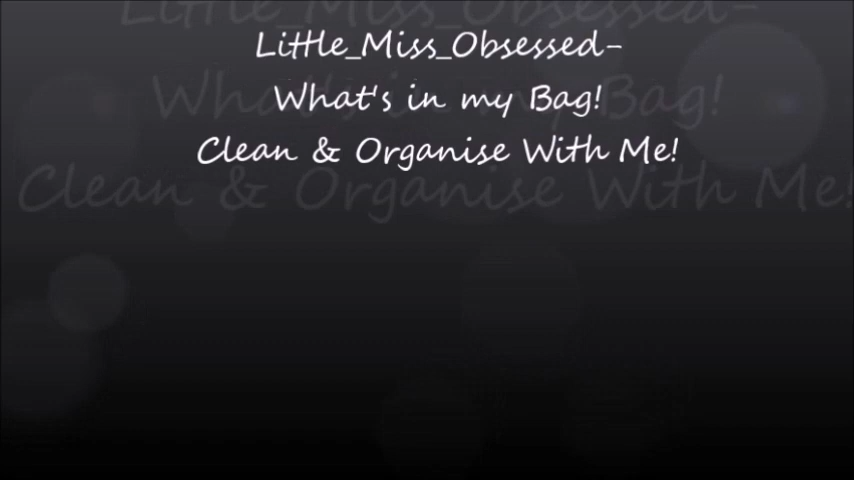 Little_Miss_Obsessed-
What's in my Bag!
Clean & Organise With Me!